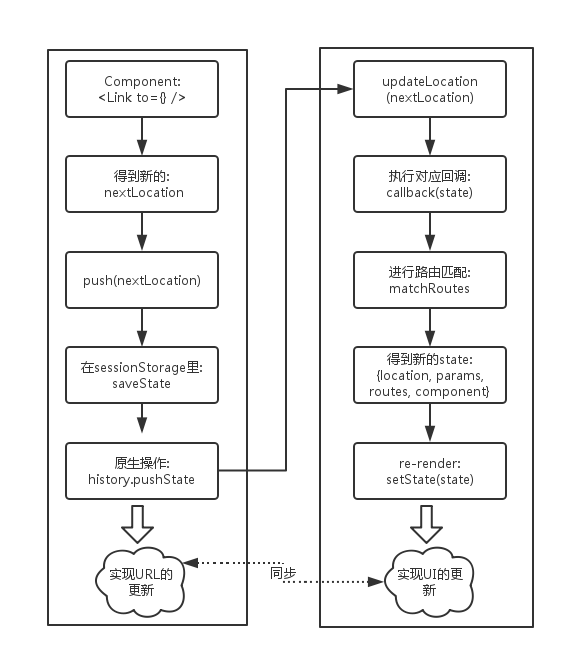 Component:
<Link to={} />
得到新的:
nextLocation
push(nextLocation)
在sessionStorage里:
saveState
原生操作:
history.pushState
实现URL的
更新
同步
updateLocation
(nextLocation)
执行对应回调:
callback(state)
进行路由匹配:
matchRoutes
得到新的state:
{location, params,
routes, component}
re-render:
setState(state)
实现UI的更
新